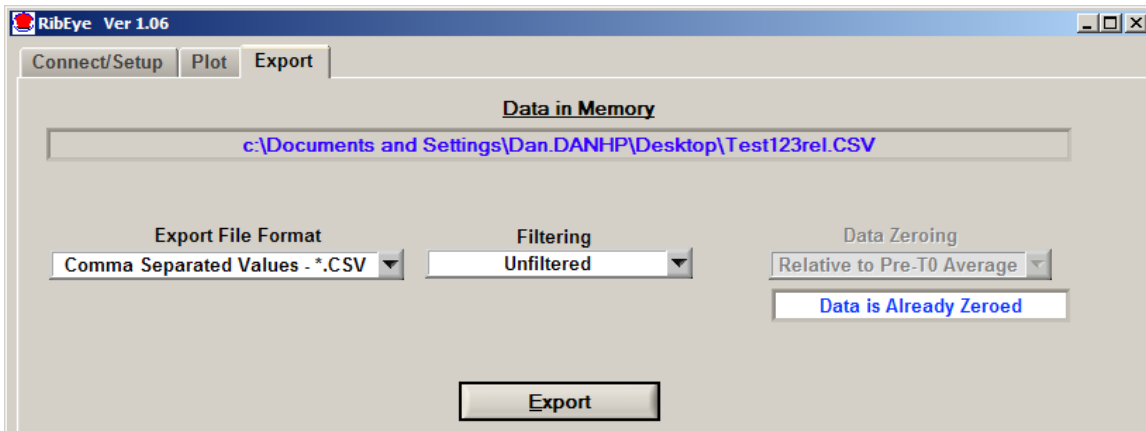 RibEye Ver 1.06
Connect/Setup Plot Export
Data in Memory
c:\Documents and Settings\Dan.DANHP\Desktop\Test123rel.CSV
Export File Format Filtering Data Zeroing
Comma Separated Values - *.CSV Unfiltered Relative to Pre-T0 Average
Data is Already Zeroed
Export